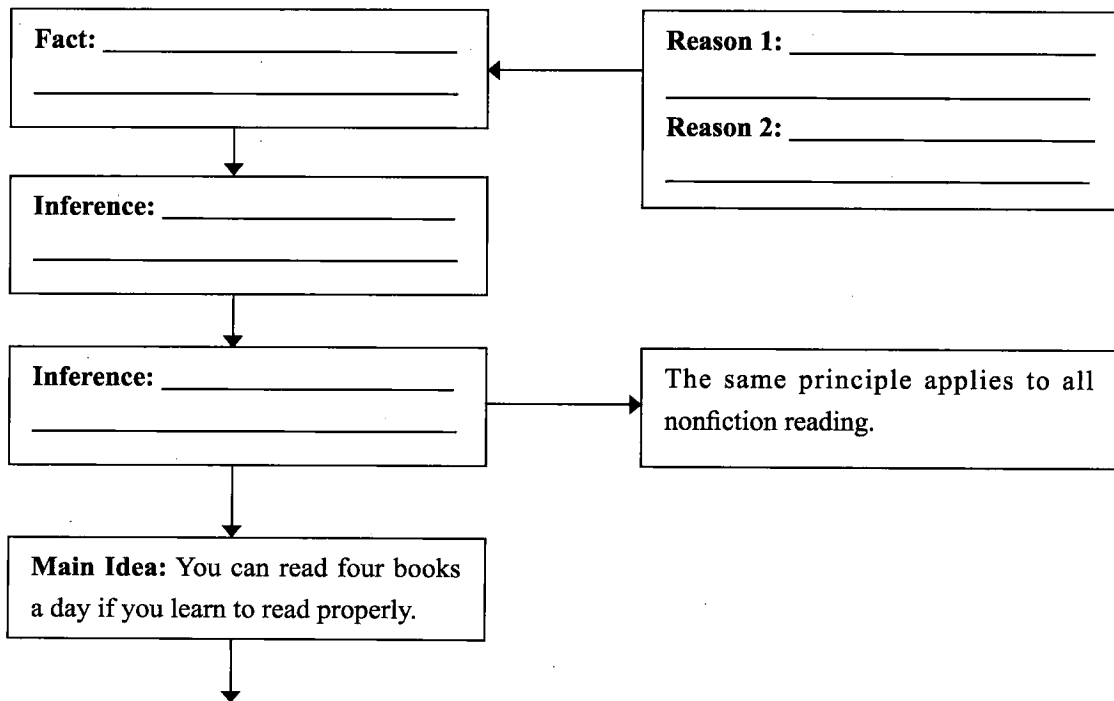 Fact:
Reason 1:
Reason 2:
Inference:
Inference:
The same principle applies to all
nonfiction reading.
Main Idea: You can read four books
a day if you learn to read properly.